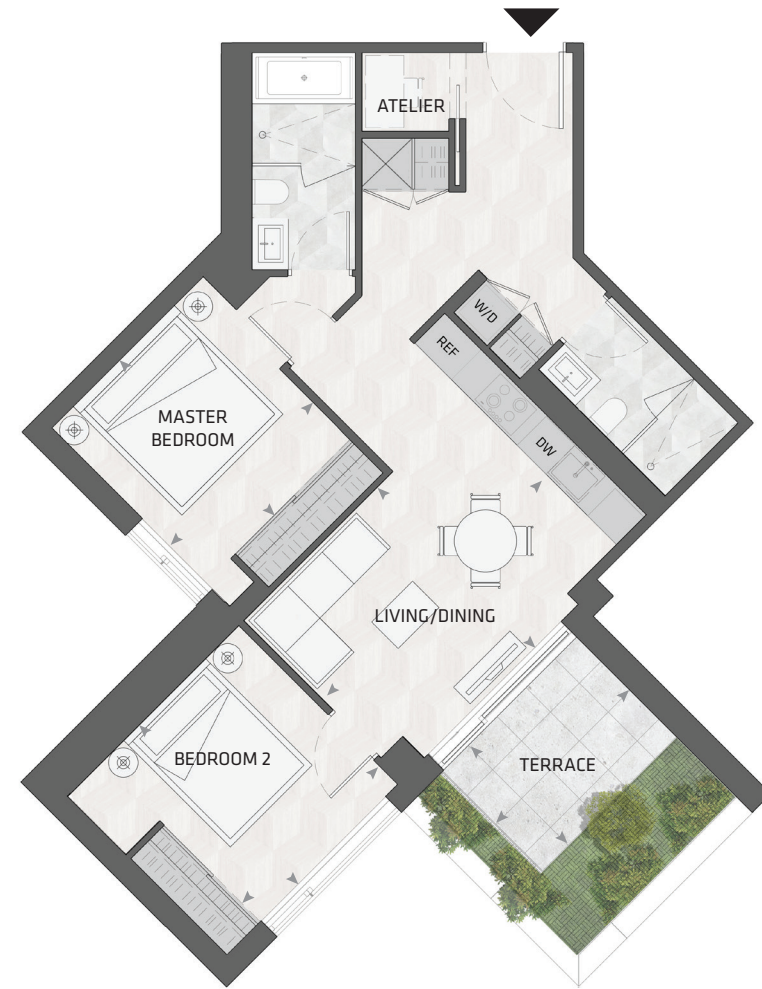 ATELIER
W/D
REF
MASTER
BEDROOM
DW
LIVING/DINING
BEDROOM 2
TERRACE